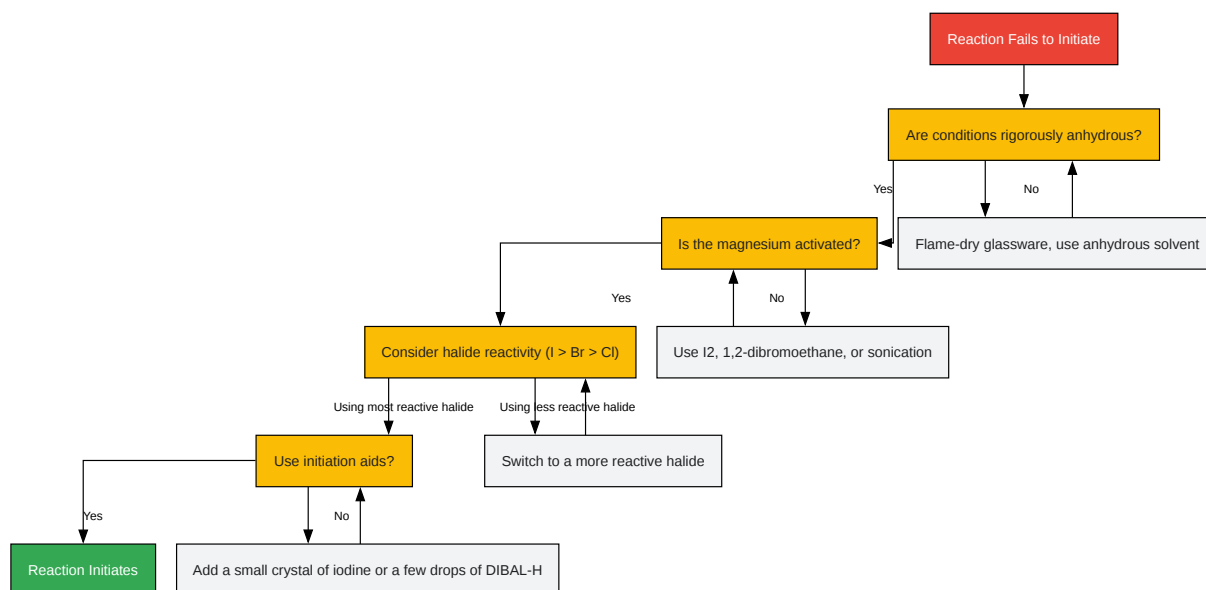 Reaction Fails to Initiate
Are conditions rigorously anhydrous?
Yes
No
Is the magnesium activated?
Flame-dry glassware, use anhydrous solvent
Yes
No
Consider halide reactivity (I > Br > Cl)
Use I2, 1,2-dibromoethane, or sonication
Using most reactive halide
Using less reactive halide
Use initiation aids?
Switch to a more reactive halide
Yes
No
Reaction Initiates
Add a small crystal of iodine or a few drops of DIBAL-H